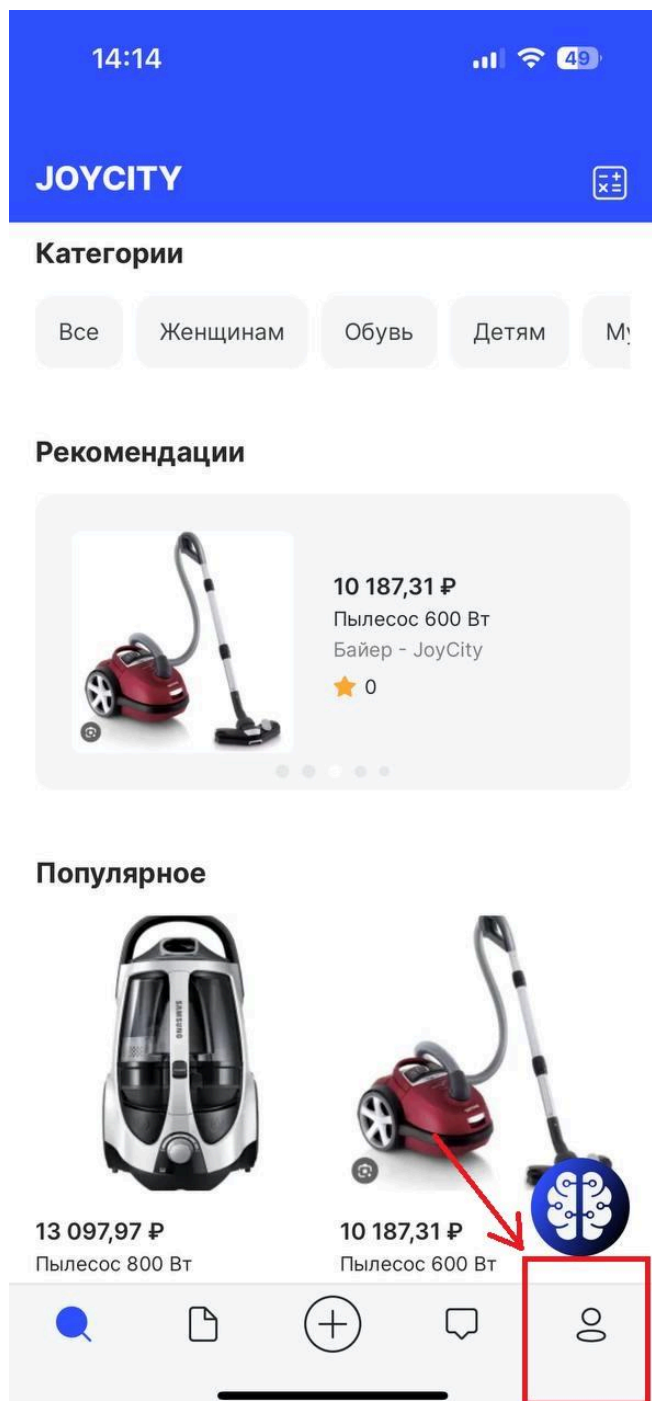 14:14
49
JOYCITY
Категории
Все Женщинам Обувь Детям
Рекомендации
10 187,31 ₽
Пылесос 600 Вт
Байер - JoyCity
0
Популярное
SAMSUNG
13 097,97 ₽ 10 187,31 ₽
Пылесос 800 Вт Пылесос 600 Вт